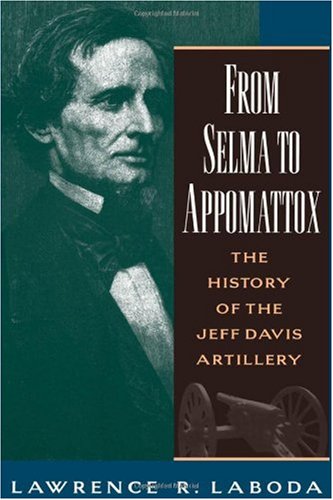 FROM
SELMA TO
APPOMATTOX
THE
HISTORY
OF THE
JEFF DAVIS
ARTILLERY
LAWRENCE R. LABODA